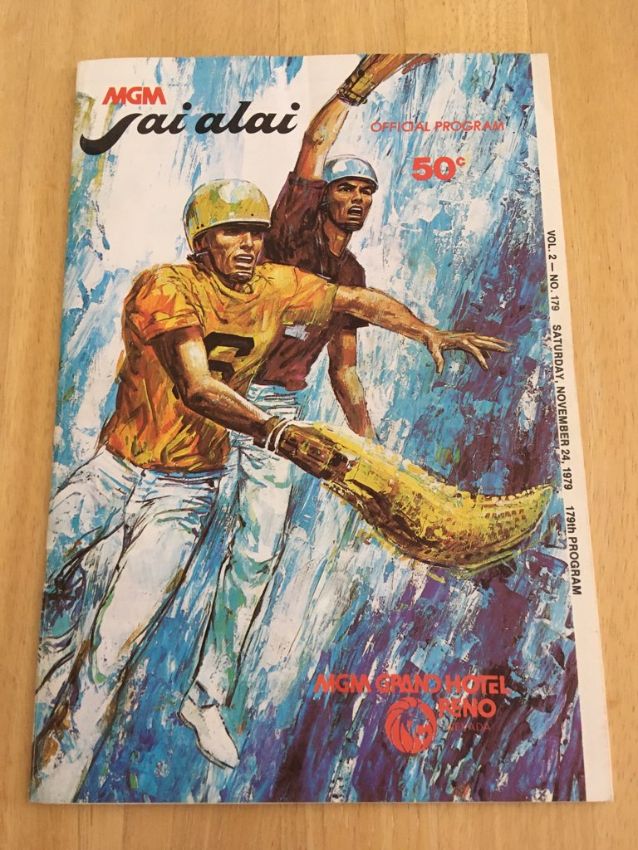 MGM
Jai alai
OFFICIAL PROGRAM
50¢
VOL. 2 — NO. 179 SATURDAY, NOVEMBER 24, 1979 179th PROGRAM
6
MGM GRAND HOTEL
RENO
NEVADA